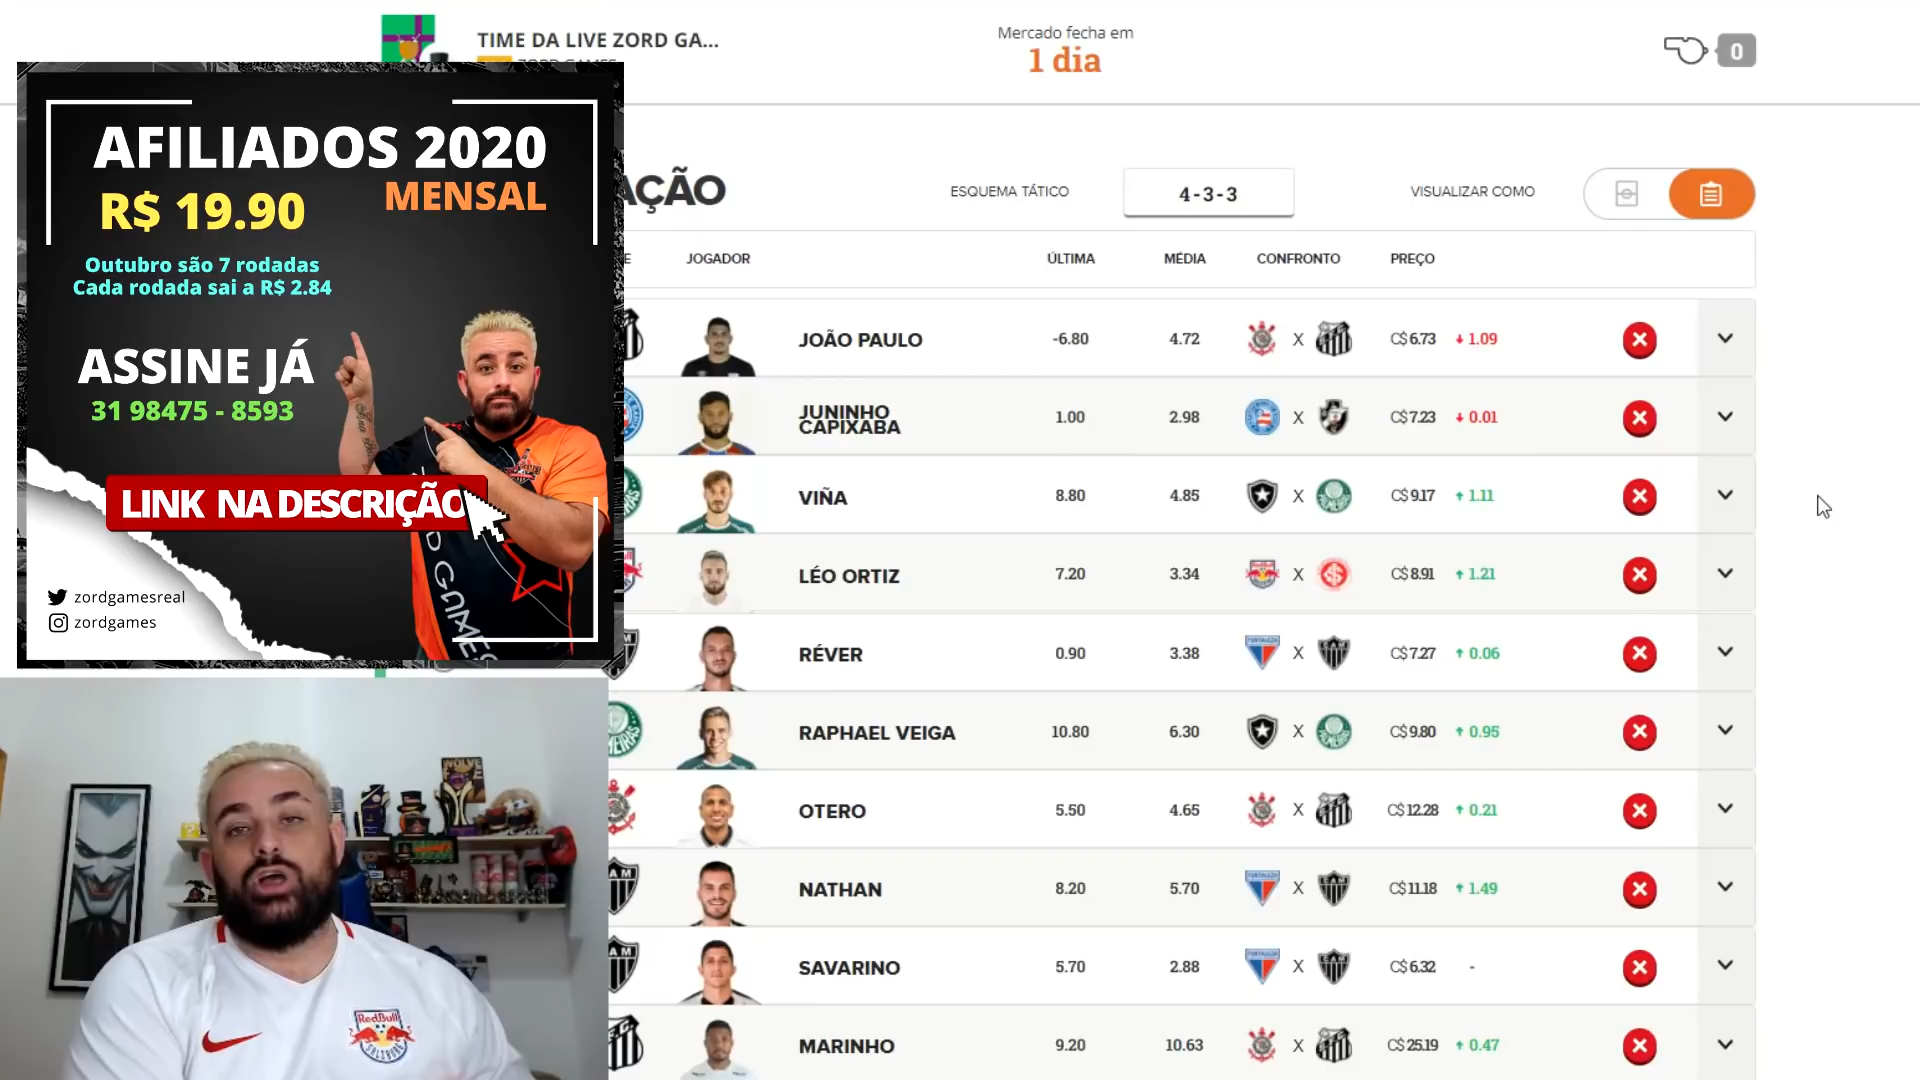 TIME DA LIVE ZORD GA...
Mercado fecha em
1 dia
0
AÇÃO
ESQUEMA TÁTICO
4-3-3
VISUALIZAR COMO
E
JOGADOR
ÚLTIMA
MÉDIA
CONFRONTO
PREÇO
JOÃO PAULO -6.80 4.72 X C$ 6.73 1.09
JUNINHO
CAPIXABA
1.00 2.98 X C$ 7.23 0.01
VIÑA 8.80 4.85 X C$ 9.17 1.11
LÉO ORTIZ 7.20 3.34 X C$ 8.91 1.21
RÉVER 0.90 3.38 X C$ 7.27 0.06
RAPHAEL VEIGA 10.80 6.30 X C$ 9.80 0.95
OTERO 5.50 4.65 X C$ 12.28 0.21
NATHAN 8.20 5.70 X C$ 11.18 1.49
SAVARINO 5.70 2.88 X C$ 6.32 -
MARINHO 9.20 10.63 X C$ 25.19 0.47
AFILIADOS 2020
R$ 19.90
MENSAL
Outubro são 7 rodadas
Cada rodada sai a R$ 2.84
ASSINE JÁ
31 98475 - 8593
LINK NA DESCRIÇÃO
zordgamesreal
zordgames
RedBull
SALZBURG